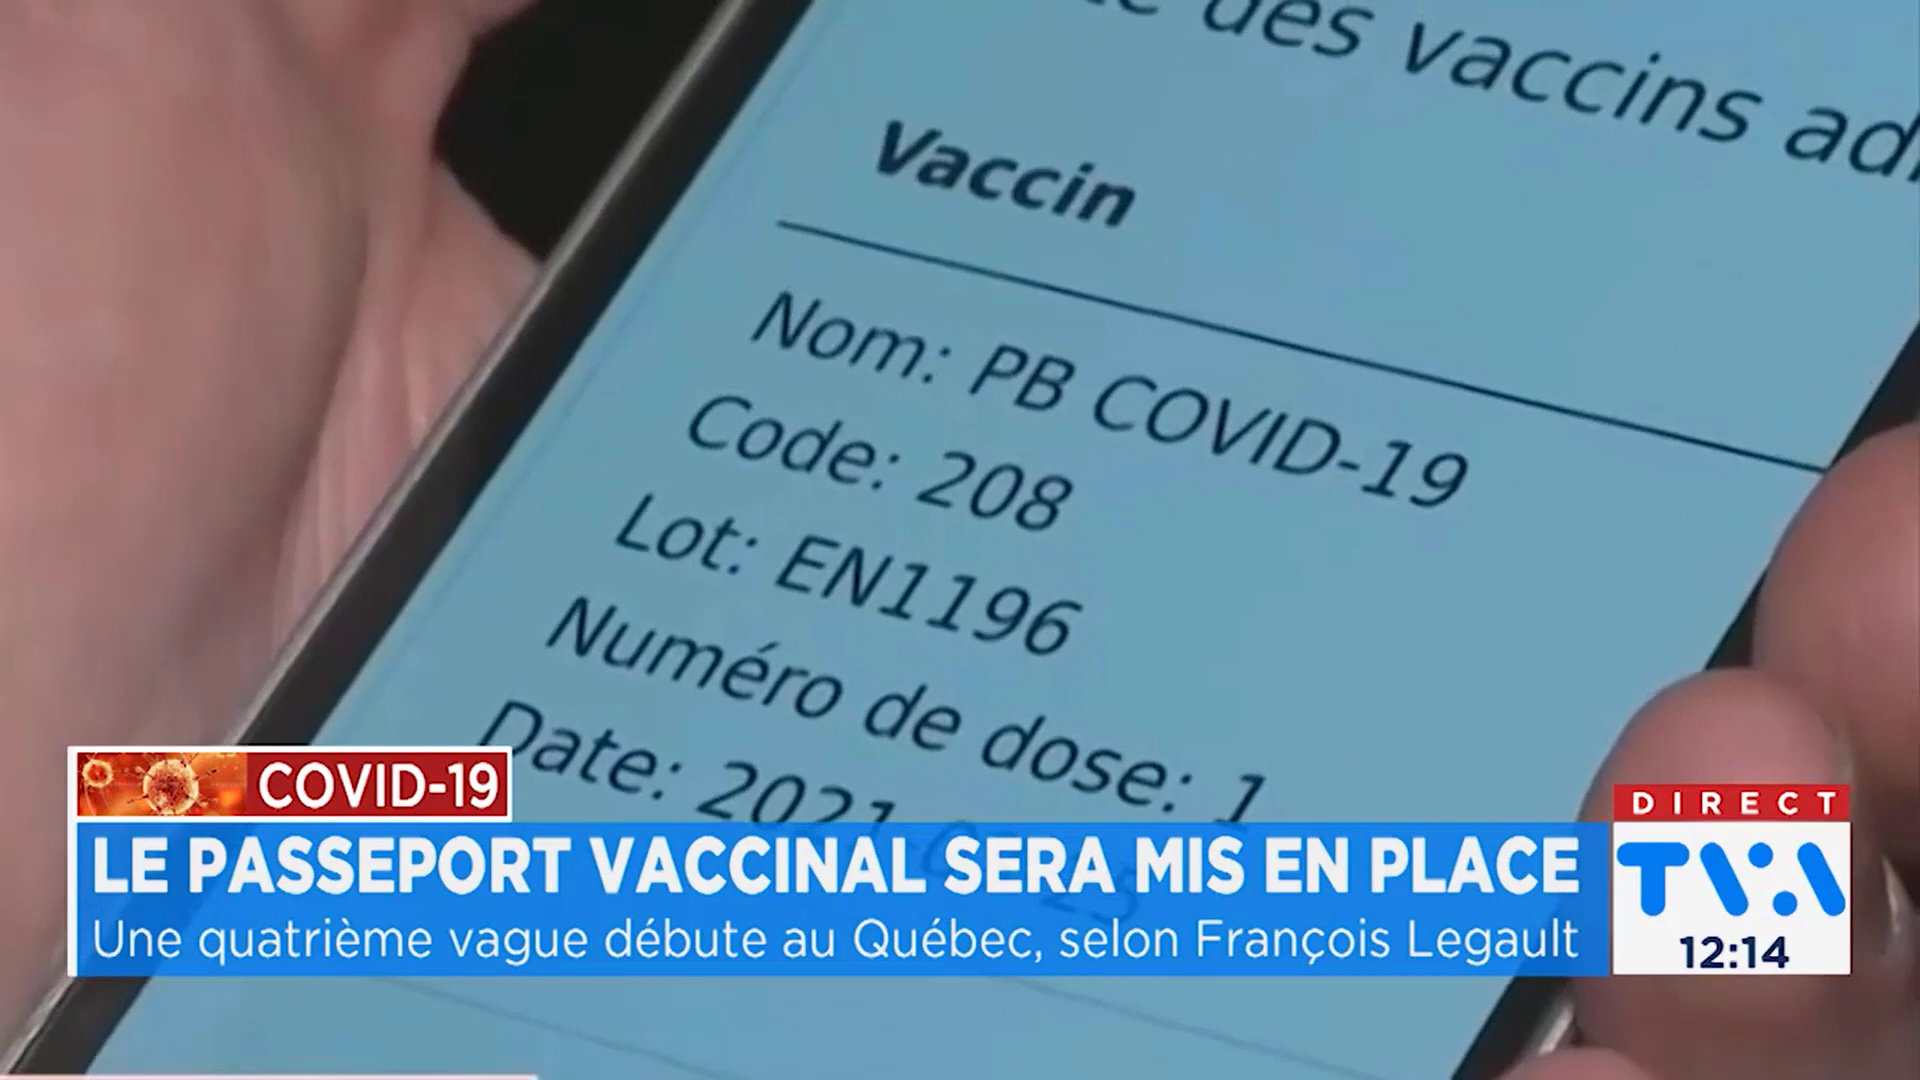 des vaccins
Vaccin
Nom: PB COVID-19
Code: 208
Lot: EN1196
Numéro de dose: 1
Date: 2021
COVID-19
LE PASSEPORT VACCINAL SERA MIS EN PLACE
Une quatrième vague débute au Québec, selon François Legault
DIRECT
TVA
12:14